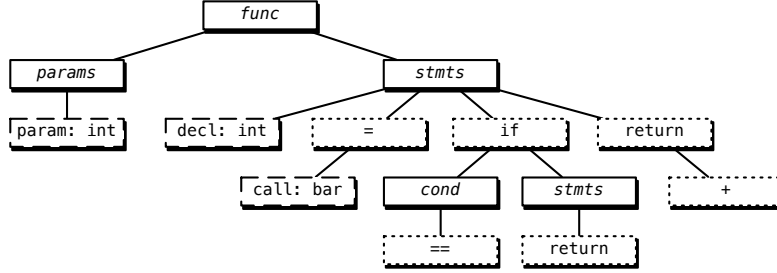 func
params
stmts
param: int
decl: int
=
if
return
call: bar
cond
stmts
+
==
return